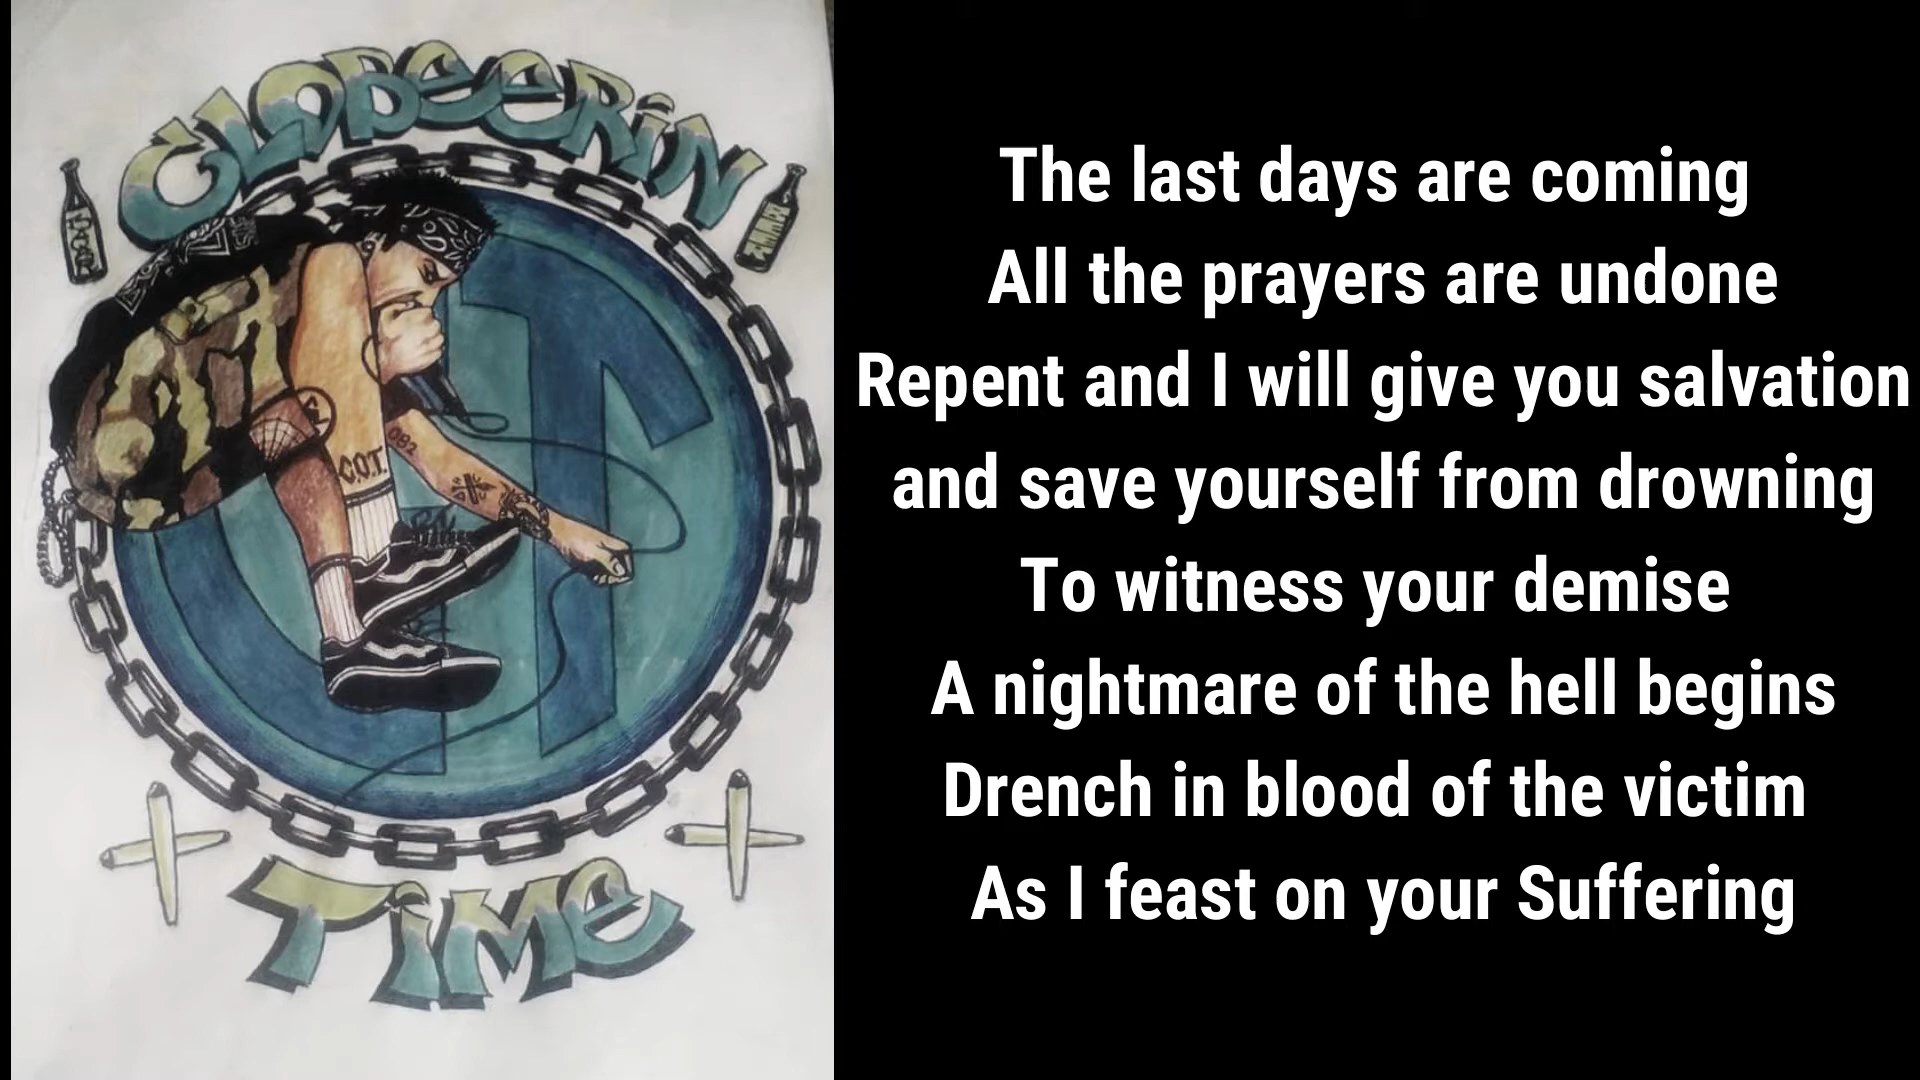 CLOBEERIN
TIME
C.O.T.
082
The last days are coming
All the prayers are undone
Repent and I will give you salvation
and save yourself from drowning
To witness your demise
A nightmare of the hell begins
Drench in blood of the victim
As I feast on your Suffering